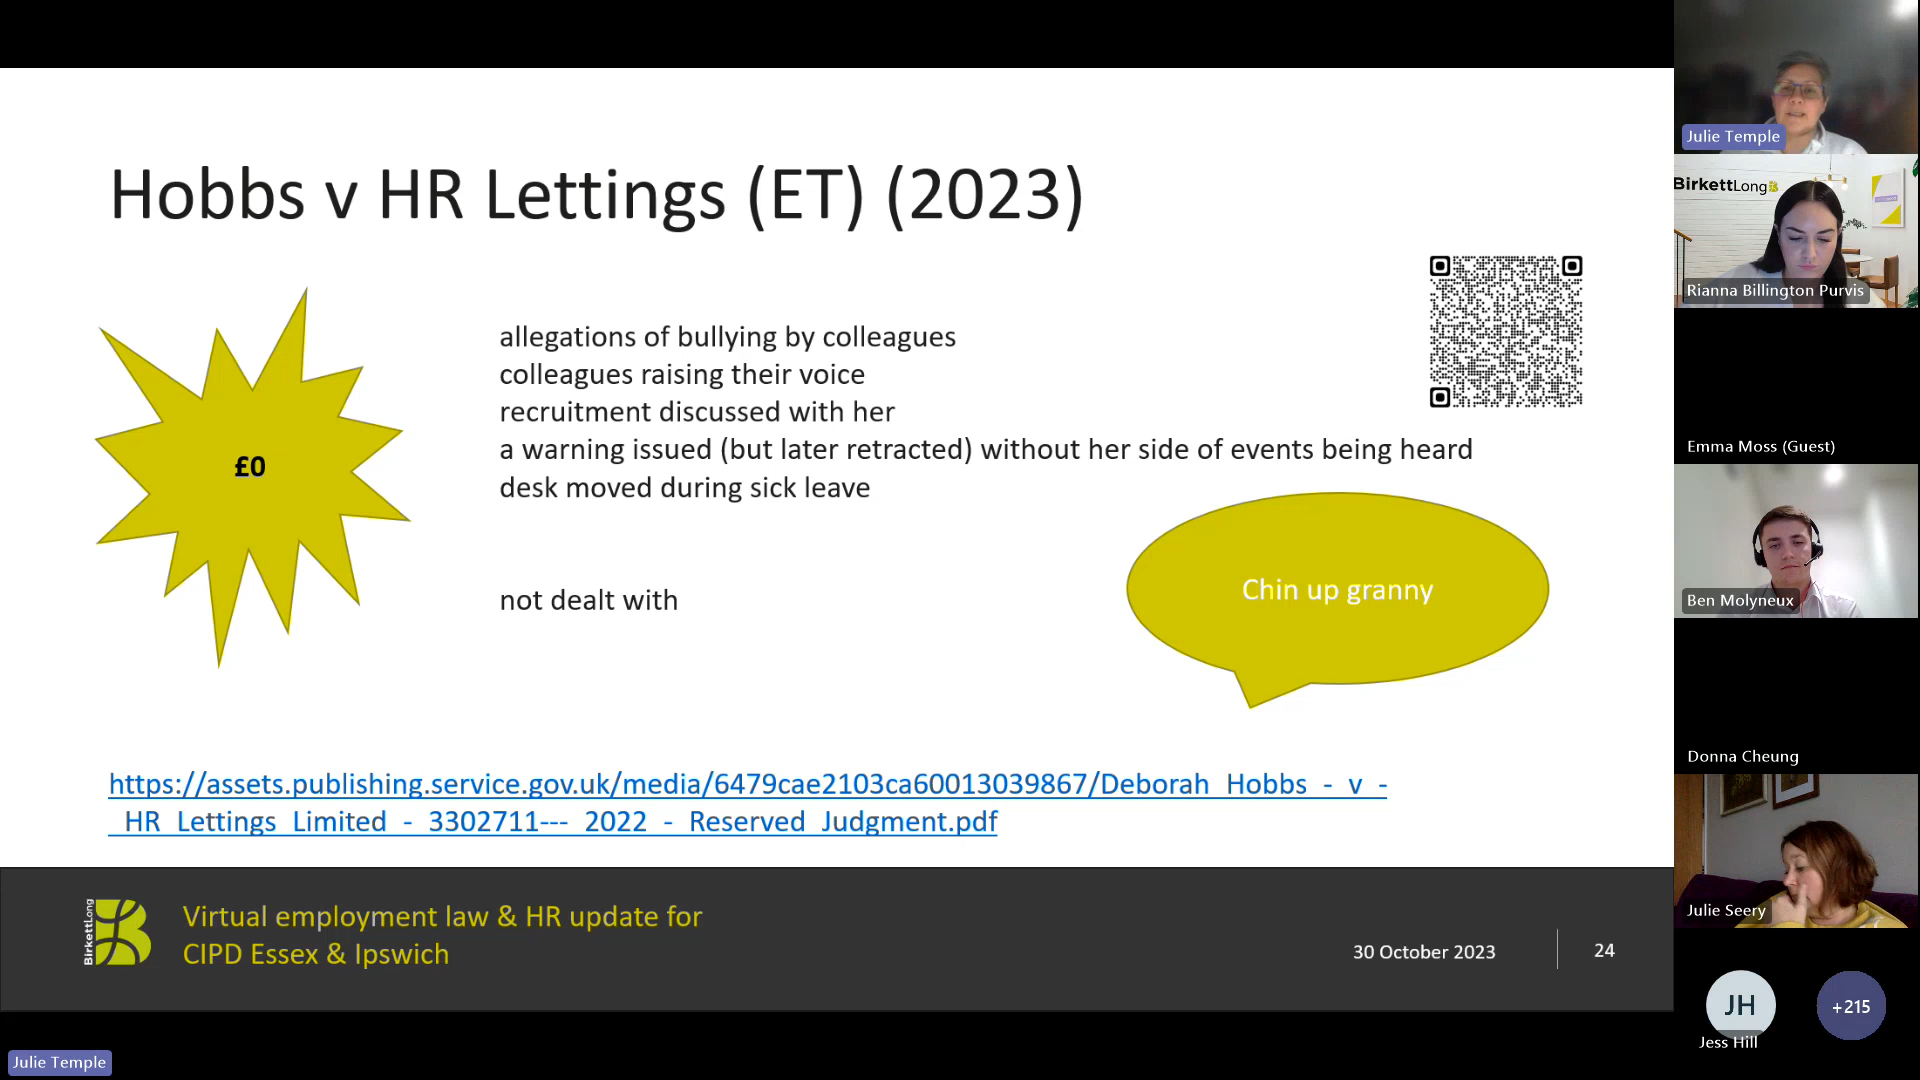 Hobbs v HR Lettings (ET) (2023)
£0
allegations of bullying by colleagues
colleagues raising their voice
recruitment discussed with her
a warning issued (but later retracted) without her side of events being heard
desk moved during sick leave
not dealt with
Chin up granny
https://assets.publishing.service.gov.uk/media/6479cae2103ca60013039867/Deborah_Hobbs_-_v_-
_HR_Lettings_Limited_-_3302711---_2022_-_Reserved_Judgment.pdf
BirkettLong
Virtual employment law & HR update for
CIPD Essex & Ipswich
30 October 2023
24
Julie Temple
Julie Temple
BirkettLong
Rianna Billington Purvis
Emma Moss (Guest)
Ben Molyneux
Donna Cheung
Julie Seery
JH
Jess Hill
+215